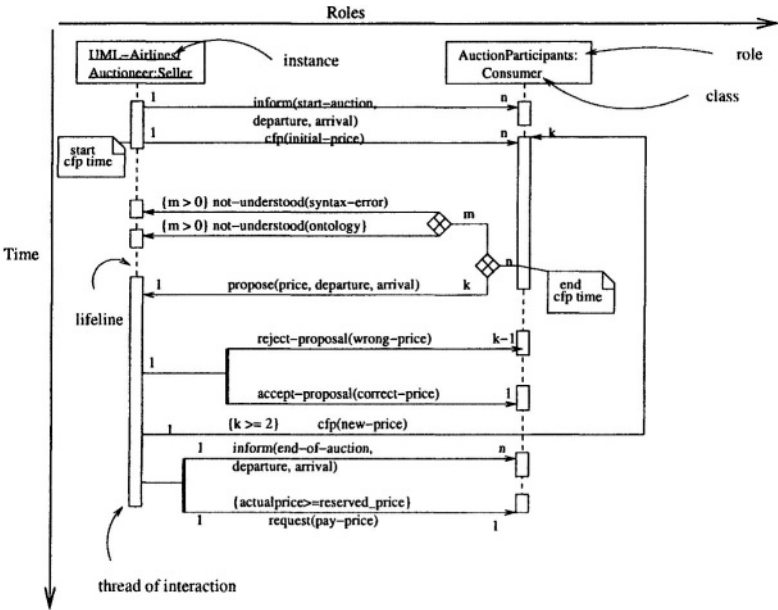 Roles
UML-Airlines/
Auctioneer:Seller
instance
AuctionParticipants:
Consumer
role
class
1 inform(start-auction, n
departure, arrival)
1 cfp(initial-price) n
k
start
cfp time
{m > 0} not-understood(syntax-error)
m
{m > 0} not-understood(ontology}
Time
n
1 propose(price, departure, arrival) k
end
cfp time
lifeline
reject-proposal(wrong-price) k-1
1
accept-proposal(correct-price) 1
1 {k >= 2} cfp(new-price)
1 inform(end-of-auction, n
departure, arrival)
{actualprice>=reserved_price}
1 request(pay-price) 1
thread of interaction